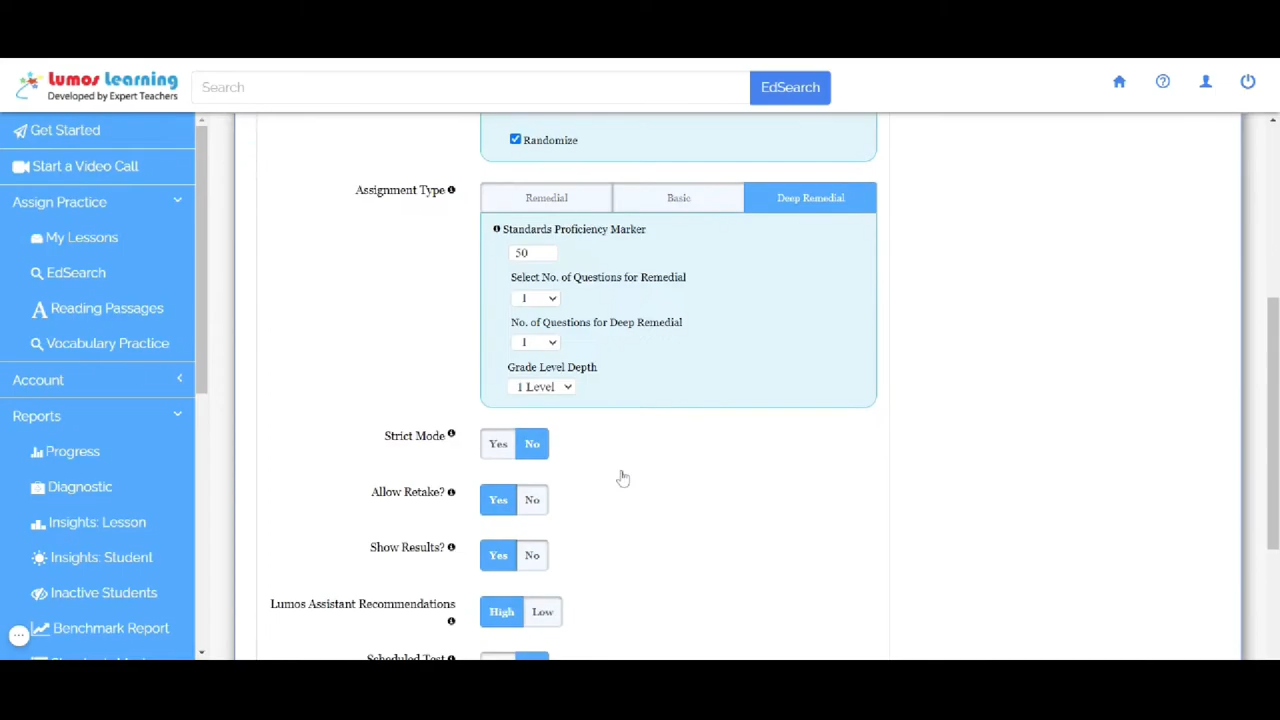 Lumos Learning
Developed by Expert Teachers
Search
EdSearch
Get Started
Start a Video Call
Assign Practice
My Lessons
EdSearch
Reading Passages
Vocabulary Practice
Account
Reports
Progress
Diagnostic
Insights: Lesson
Insights: Student
Inactive Students
Benchmark Report
Randomize
Assignment Type
Remedial
Basic
Deep Remedial
Standards Proficiency Marker
50
Select No. of Questions for Remedial
1
No. of Questions for Deep Remedial
1
Grade Level Depth
1 Level
Strict Mode
Yes No
Allow Retake?
Yes No
Show Results?
Yes No
Lumos Assistant Recommendations
High Low
Scheduled Test